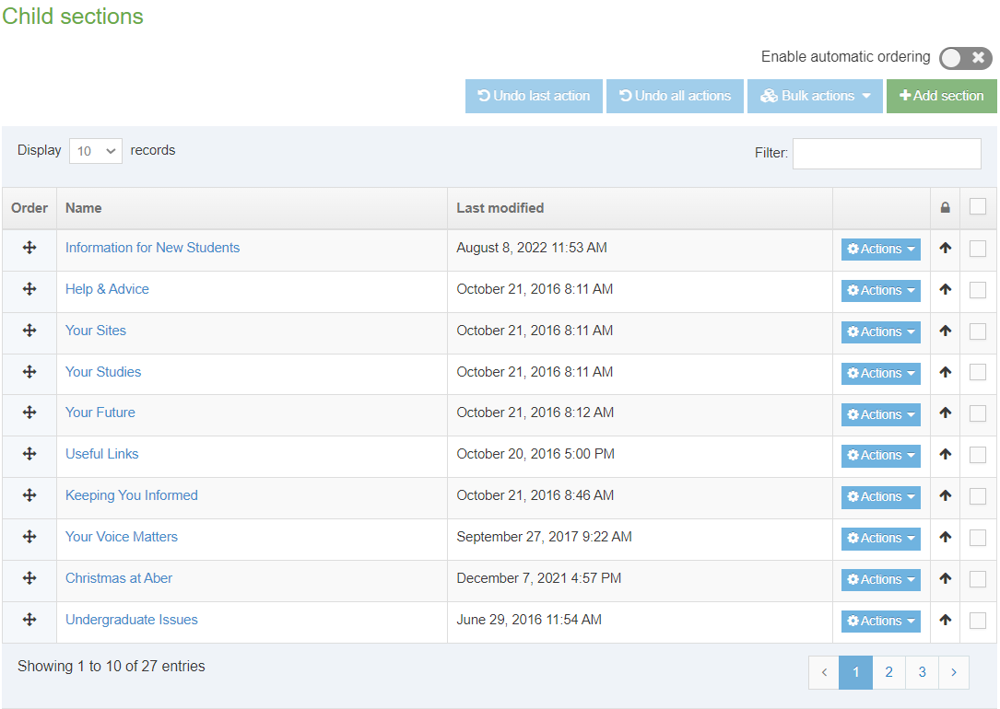 Child sections
Enable automatic ordering
Undo last action Undo all actions Bulk actions Add section
Display 10 records Filter:
Order Name Last modified
Information for New Students August 8, 2022 11:53 AM Actions
Help & Advice October 21, 2016 8:11 AM Actions
Your Sites October 21, 2016 8:11 AM Actions
Your Studies October 21, 2016 8:11 AM Actions
Your Future October 21, 2016 8:12 AM Actions
Useful Links October 20, 2016 5:00 PM Actions
Keeping You Informed October 21, 2016 8:46 AM Actions
Your Voice Matters September 27, 2017 9:22 AM Actions
Christmas at Aber December 7, 2021 4:57 PM Actions
Undergraduate Issues June 29, 2016 11:54 AM Actions
Showing 1 to 10 of 27 entries ‹ 1 2 3 ›